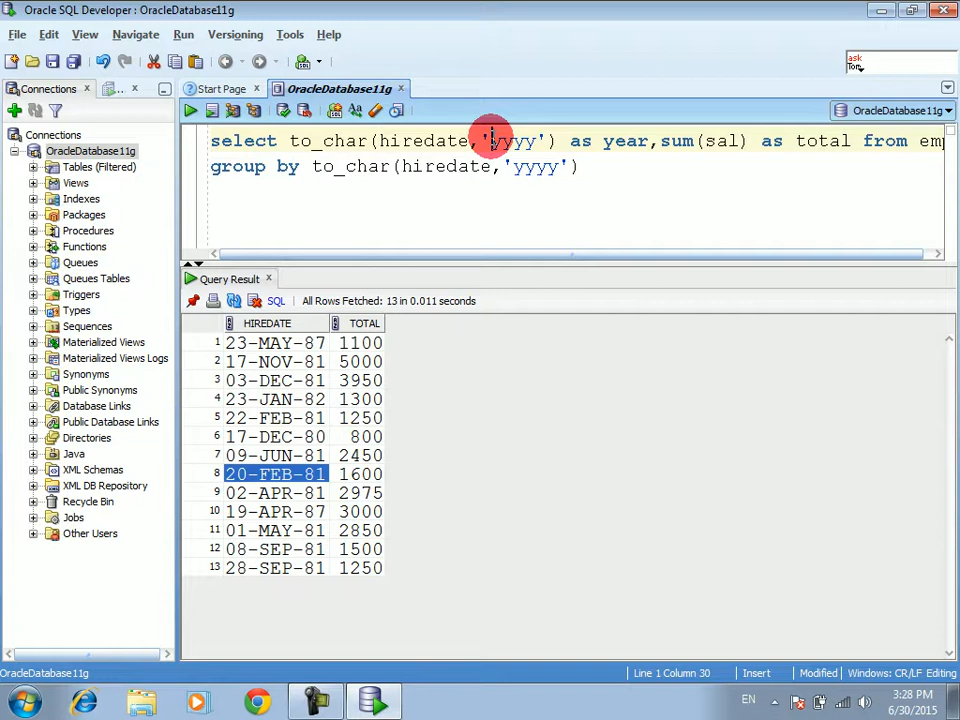 Oracle SQL Developer : OracleDatabase11g
File Edit View Navigate Run Versioning Tools Help
ask
Tom
Connections
Start Page
OracleDatabase11g
OracleDatabase11g
Connections
OracleDatabase11g
Tables (Filtered)
Views
Indexes
Packages
Procedures
Functions
Queues
Queues Tables
Triggers
Types
Sequences
Materialized Views
Materialized Views Logs
Synonyms
Public Synonyms
Database Links
Public Database Links
Directories
Java
XML Schemas
XML DB Repository
Recycle Bin
Jobs
Other Users
select to_char(hiredate,'yyyy') as year,sum(sal) as total from emp
group by to_char(hiredate,'yyyy')
Query Result
SQL | All Rows Fetched: 13 in 0.011 seconds
HIREDATE TOTAL
1 23-MAY-87 1100
2 17-NOV-81 5000
3 03-DEC-81 3950
4 23-JAN-82 1300
5 22-FEB-81 1250
6 17-DEC-80 800
7 09-JUN-81 2450
8 20-FEB-81 1600
9 02-APR-81 2975
10 19-APR-87 3000
11 01-MAY-81 2850
12 08-SEP-81 1500
13 28-SEP-81 1250
OracleDatabase11g
Line 1 Column 30 Insert Modified Windows: CR/LF Editing
EN
3:28 PM
6/30/2015